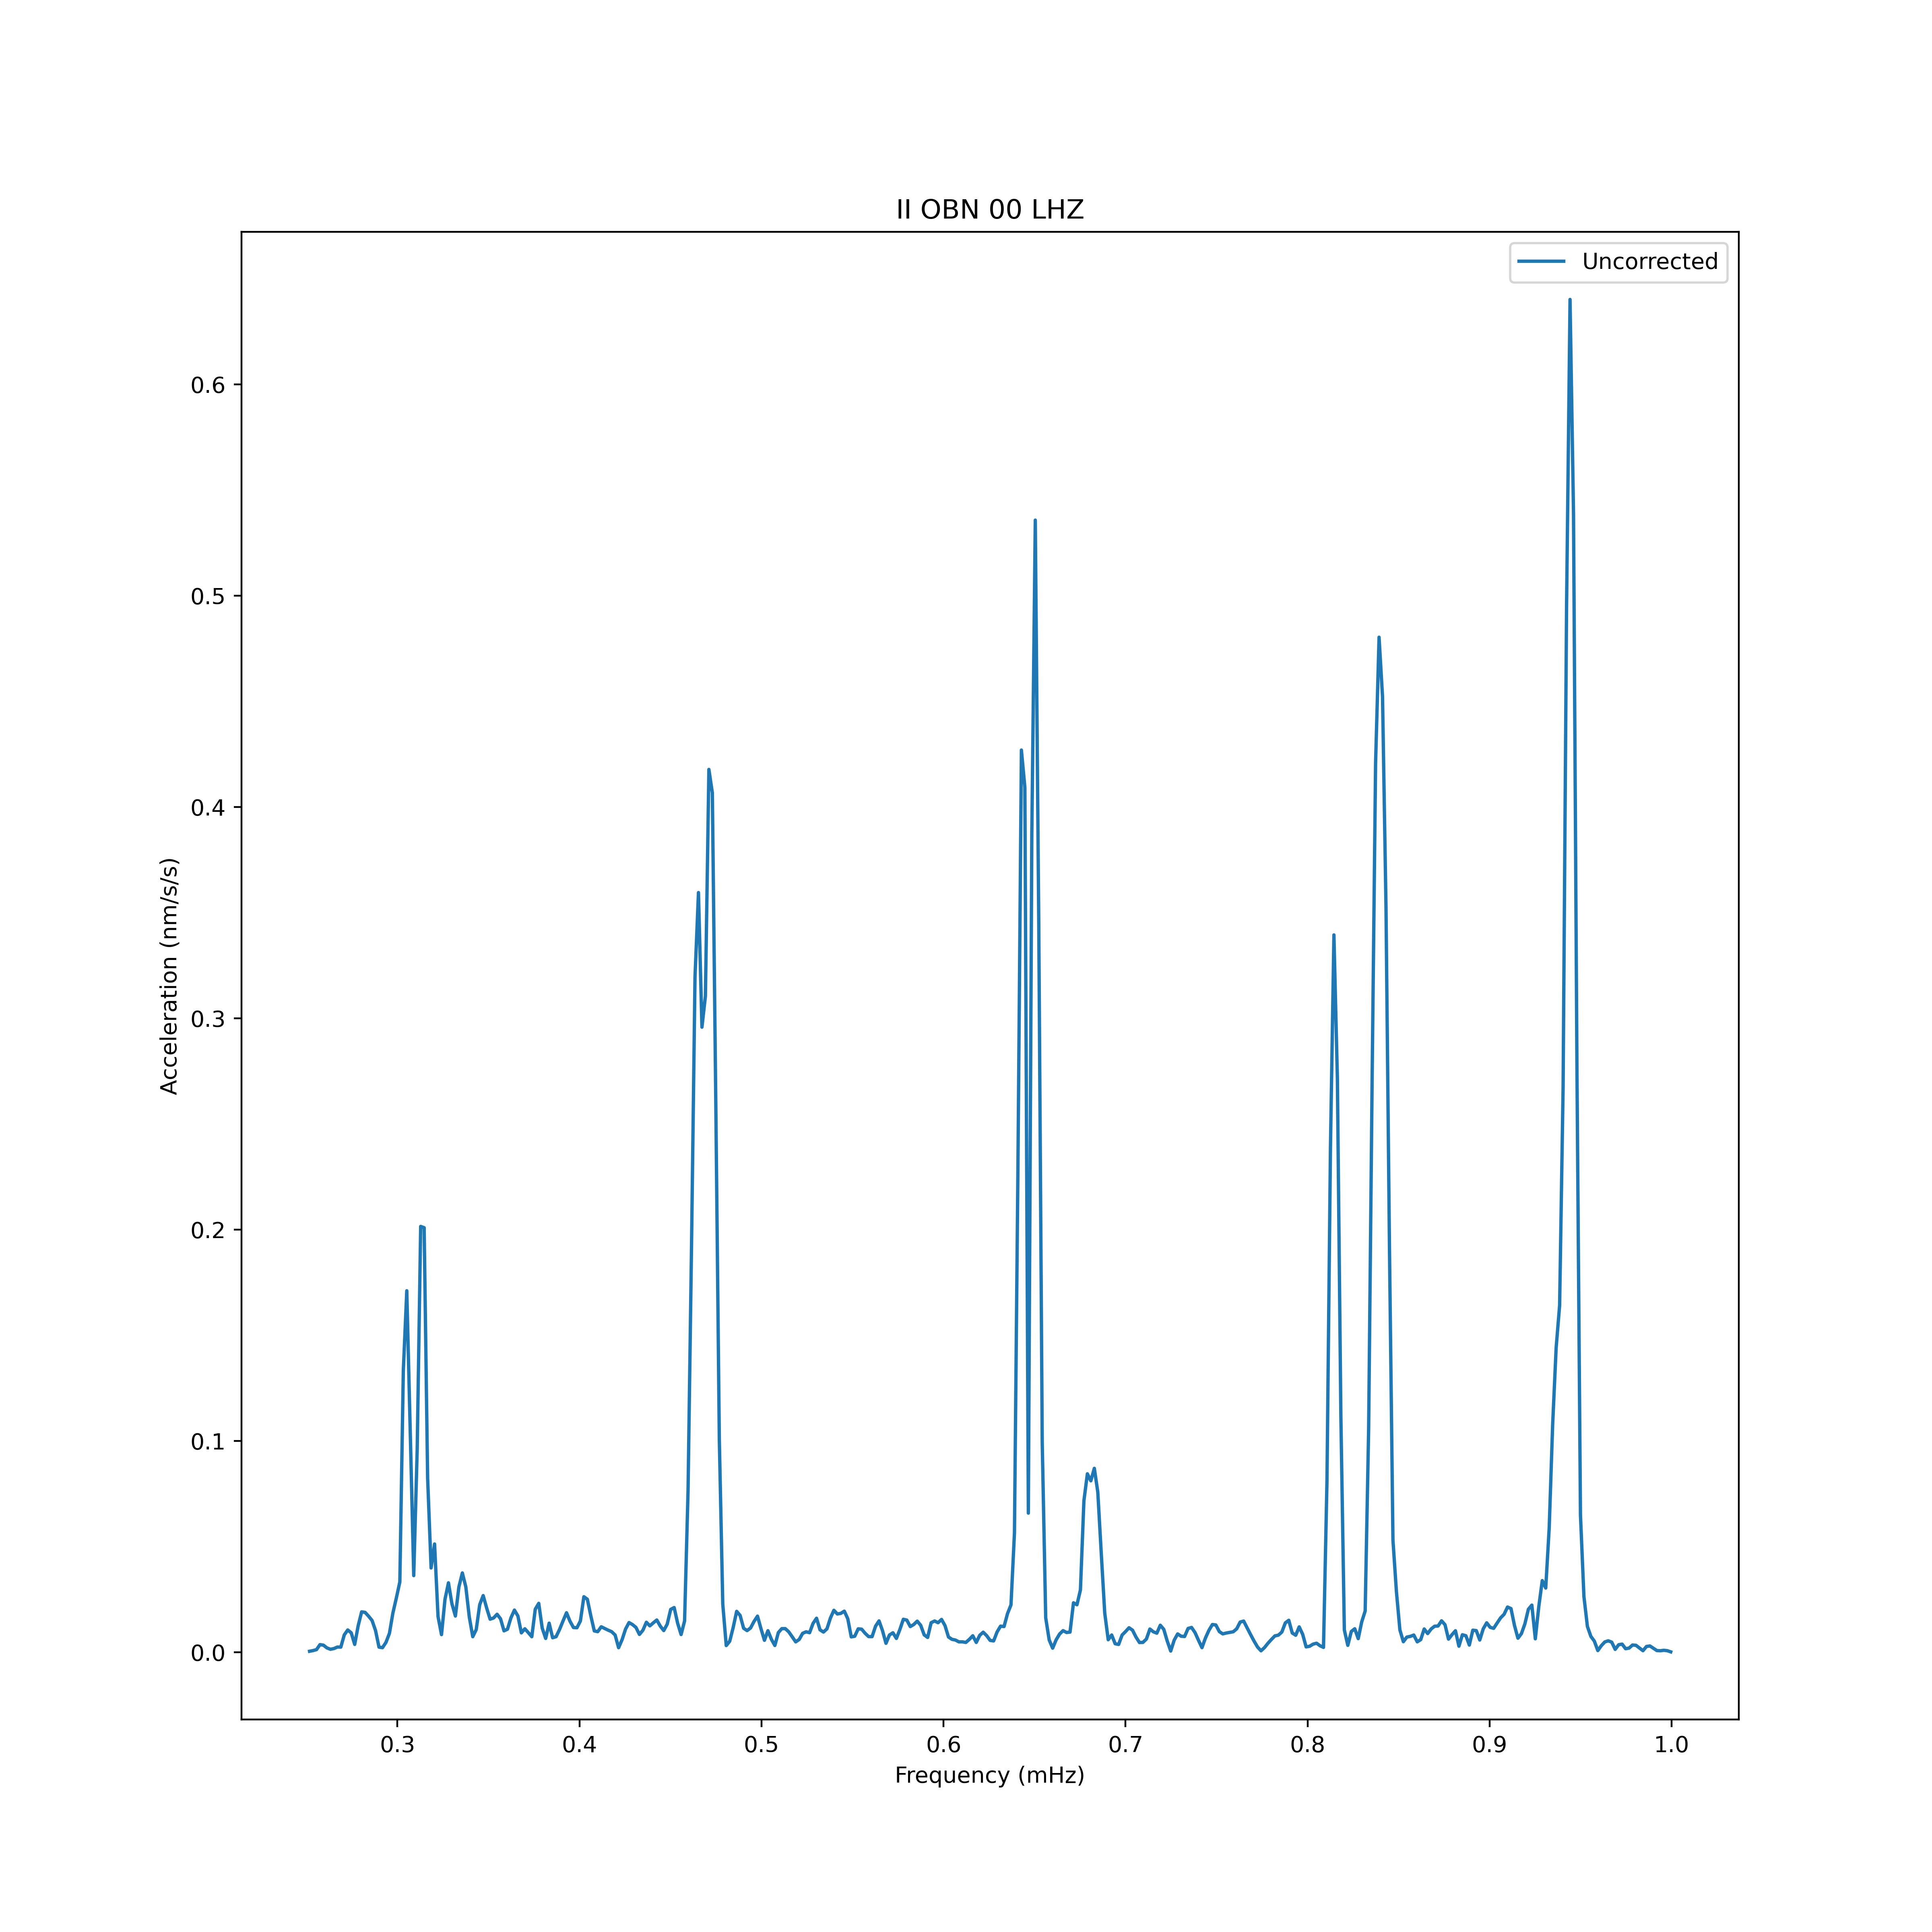 II OBN 00 LHZ
Uncorrected
0.6
0.5
0.4
0.3
0.2
0.1
0.0
Acceleration (nm/s/s)
0.3 0.4 0.5 0.6 0.7 0.8 0.9 1.0
Frequency (mHz)